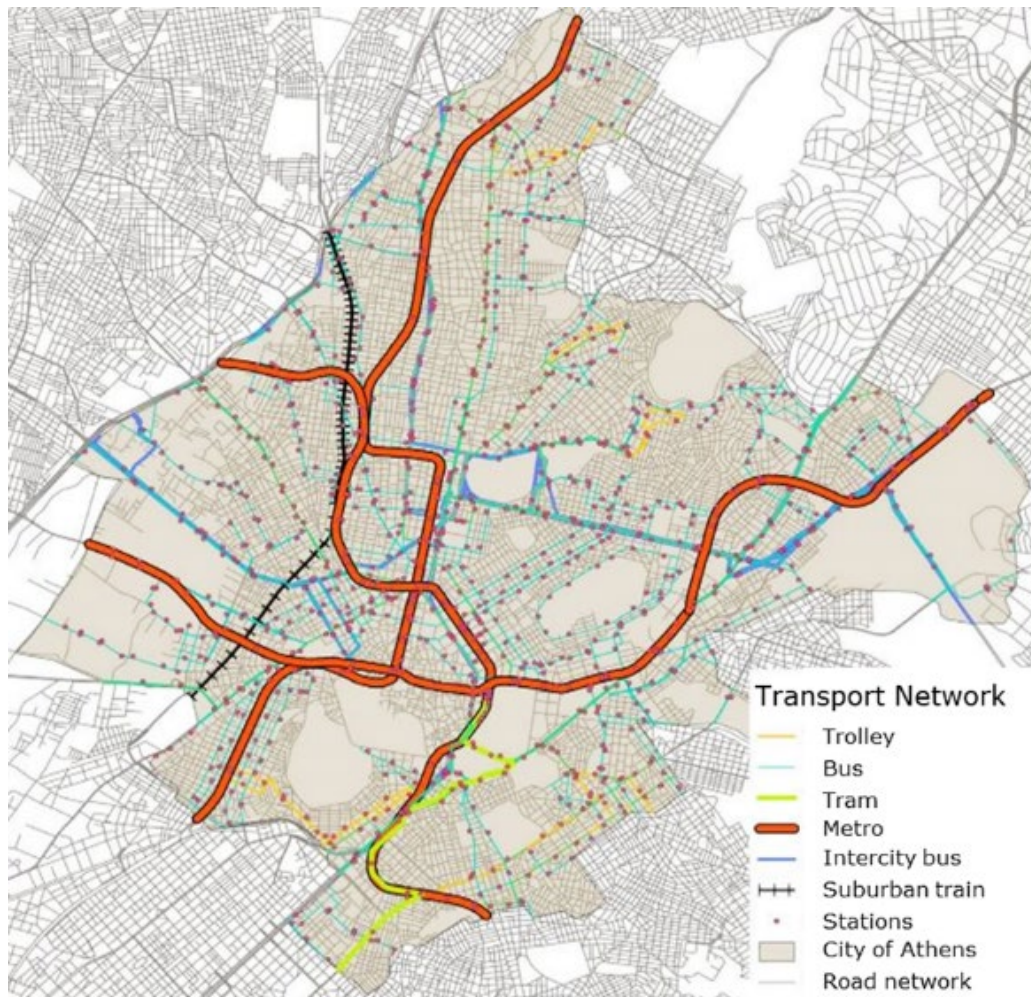 Transport Network
Trolley
Bus
Tram
Metro
Intercity bus
Suburban train
Stations
City of Athens
Road network